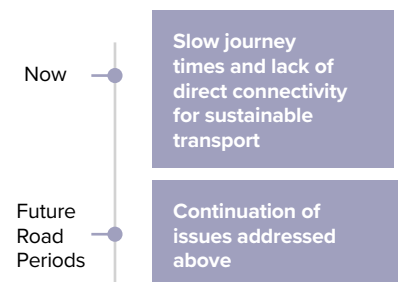 Now
Slow journey
times and lack of
direct connectivity
for sustainable
transport
Future
Road
Periods
Continuation of
issues addressed
above